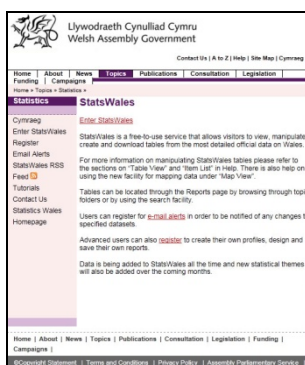 Llywodraeth Cynulliad Cymru
Welsh Assembly Government
Contact Us | A to Z | Help | Site Map | Cymraeg
Home | About | News | Topics | Publications | Consultation | Legislation |
Funding | Campaigns |
Home » Topics » Statistics »
Statistics
Cymraeg
Enter StatsWales
Register
Email Alerts
StatsWales RSS
Feed
Tutorials
Contact Us
Statistics Wales
Homepage
StatsWales
Enter StatsWales
StatsWales is a free-to-use service that allows visitors to view, manipulate
create and download tables from the most detailed official data on Wales.
For more information on manipulating StatsWales tables please refer to
the sections on "Table View" and "Item List" in Help. There is also help on
using the new facility for mapping data under "Map View".
Tables can be located through the Reports page by browsing through topic
folders or by using the search facility.
Users can register for e-mail alerts in order to be notified of any changes t
specified datasets.
Advanced users can also register to create their own profiles, design and
save their own reports.
Data is being added to StatsWales all the time and new statistical themes
will also be added over the coming months.
Home | About | News | Topics | Publications | Consultation | Legislation | Funding |
Campaigns |
©Copyright Statement | Terms and Conditions | Privacy Policy | Assembly Parliamentary Service |